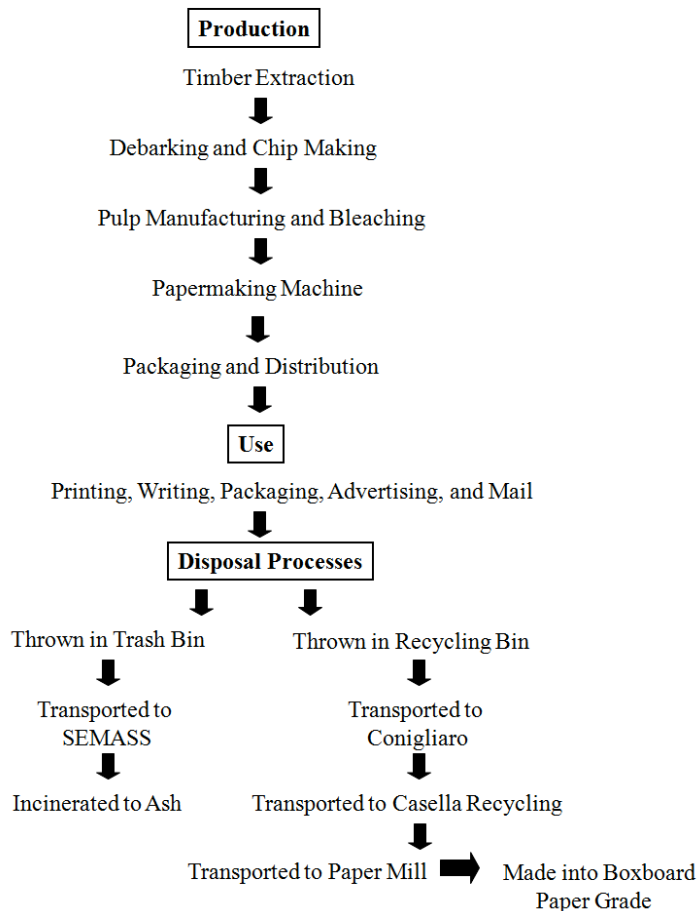 Production
Timber Extraction
Debarking and Chip Making
Pulp Manufacturing and Bleaching
Papermaking Machine
Packaging and Distribution
Use
Printing, Writing, Packaging, Advertising, and Mail
Disposal Processes
Thrown in Trash Bin
Thrown in Recycling Bin
Transported to
SEMASS
Transported to
Conigliaro
Incinerated to Ash
Transported to Casella Recycling
Transported to Paper Mill
Made into Boxboard
Paper Grade